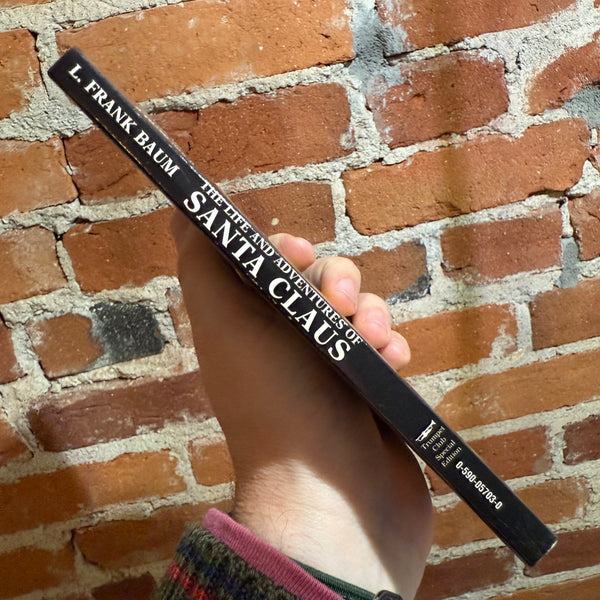 L. FRANK BAUM
THE LIFE AND ADVENTURES OF
SANTA CLAUS
Trumpet
Club
Special
Edition
0-590-05703-0